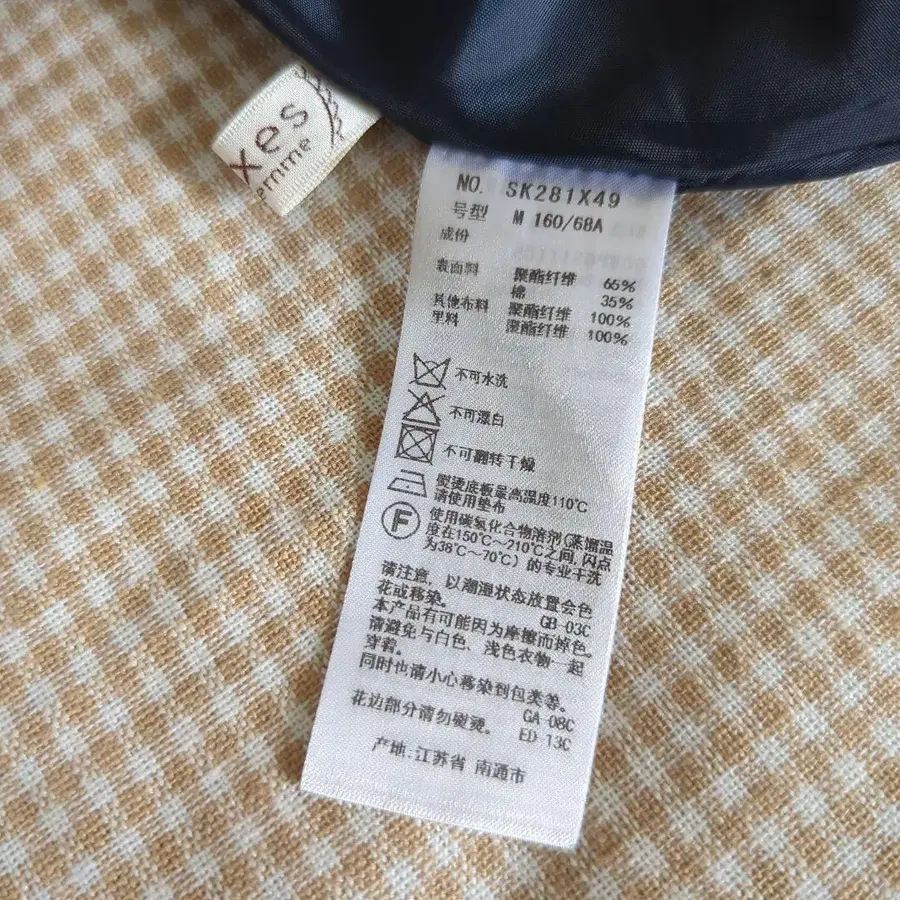 xes
emme
NO. SK281X49
号型 M 160/68A
成份
表面料 聚酯纤维 65%
棉 35%
其他布料 聚酯纤维 100%
里料 聚酯纤维 100%
不可水洗
不可漂白
不可翻转干燥
熨烫底板最高温度110℃
请使用垫布
F
使用碳氢化合物溶剂(蒸馏温
度在150℃~210℃之间,闪点
为38℃~70℃)的专业干洗
请注意，以潮湿状态放置会色
花或移染。 GB-03C
本产品有可能因为摩擦而掉色。
请避免与白色、浅色衣物一起
穿着。
同时也请小心移染到包类等。
GA-08C
花边部分请勿熨烫。 ED-13C
产地:江苏省 南通市